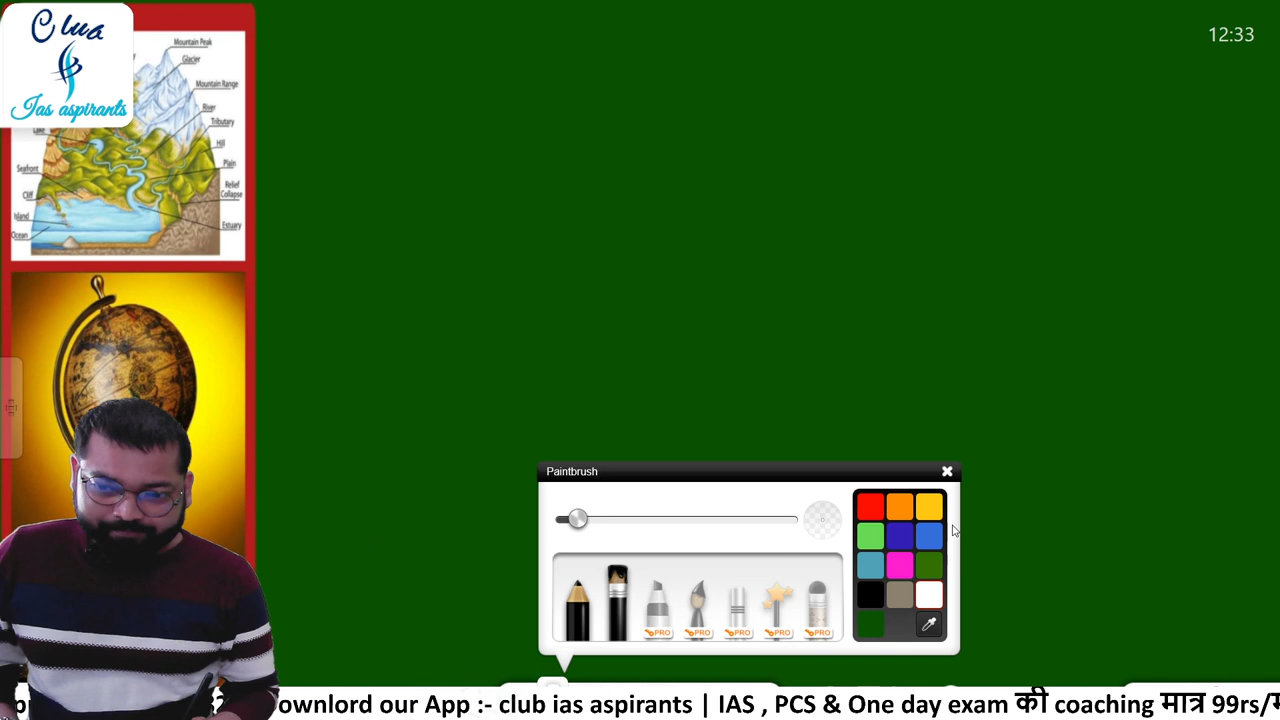 Clua
Ias aspirants
12:33
Mountain Peak
Glacier
Mountain Range
River
Tributary
Hill
Plain
Relief
Collapse
Estuary
Lake
Seafront
Cliff
Island
Ocean
Paintbrush
PRO PRO PRO PRO PRO
ownlord our App :- club ias aspirants | IAS , PCS & One day exam की coaching मात्र 99rs/